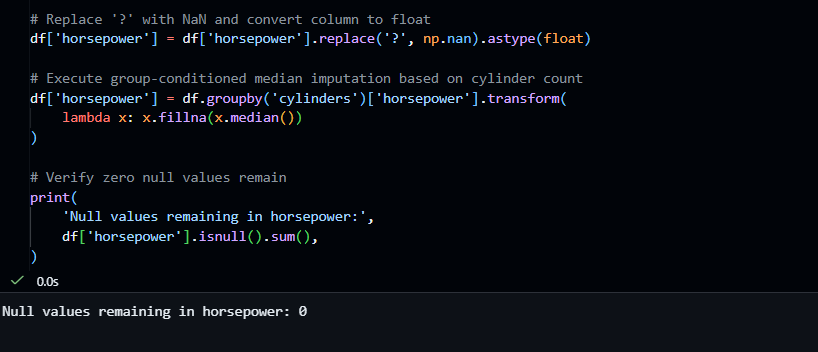 # Replace '?' with NaN and convert column to float
df['horsepower'] = df['horsepower'].replace('?', np.nan).astype(float)
# Execute group-conditioned median imputation based on cylinder count
df['horsepower'] = df.groupby('cylinders')['horsepower'].transform(
lambda x: x.fillna(x.median())
)
# Verify zero null values remain
print(
'Null values remaining in horsepower:',
df['horsepower'].isnull().sum(),
)
0.0s
Null values remaining in horsepower: 0